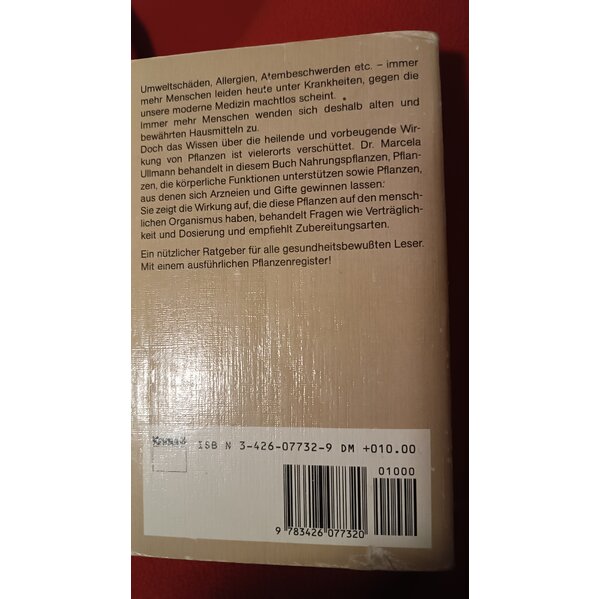 Umweltschäden, Allergien, Atembeschwerden etc. – immer
mehr Menschen leiden heute unter Krankheiten, gegen die
unsere moderne Medizin machtlos scheint.
Immer mehr Menschen wenden sich deshalb alten und
bewährten Hausmitteln zu.
Doch das Wissen über die heilende und vorbeugende Wir-
kung von Pflanzen ist vielerorts verschüttet. Dr. Marcela
Ullmann behandelt in diesem Buch Nahrungspflanzen, Pflan-
zen, die körperliche Funktionen unterstützen sowie Pflanzen,
aus denen sich Arzneien und Gifte gewinnen lassen:
Sie zeigt die Wirkung auf, die diese Pflanzen auf den mensch-
lichen Organismus haben, behandelt Fragen wie Verträglich-
keit und Dosierung und empfiehlt Zubereitungsarten.
Ein nützlicher Ratgeber für alle gesundheitsbewußten Leser.
Mit einem ausführlichen Pflanzenregister!
Knaur
ISB N 3-426-07732-9 DM +010.00
01000
9 783426 077320